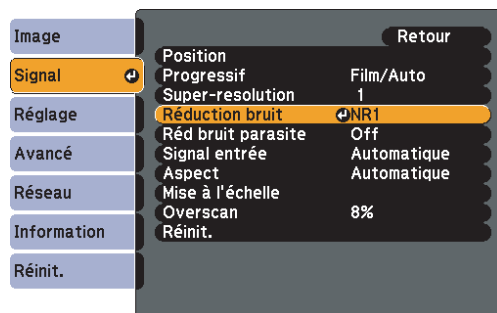 Image
Signal
Réglage
Avancé
Réseau
Information
Réinit.
Retour
Position
Progressif Film/Auto
Super-resolution 1
Réduction bruit NR1
Réd bruit parasite Off
Signal entrée Automatique
Aspect Automatique
Mise à l'échelle
Overscan 8%
Réinit.